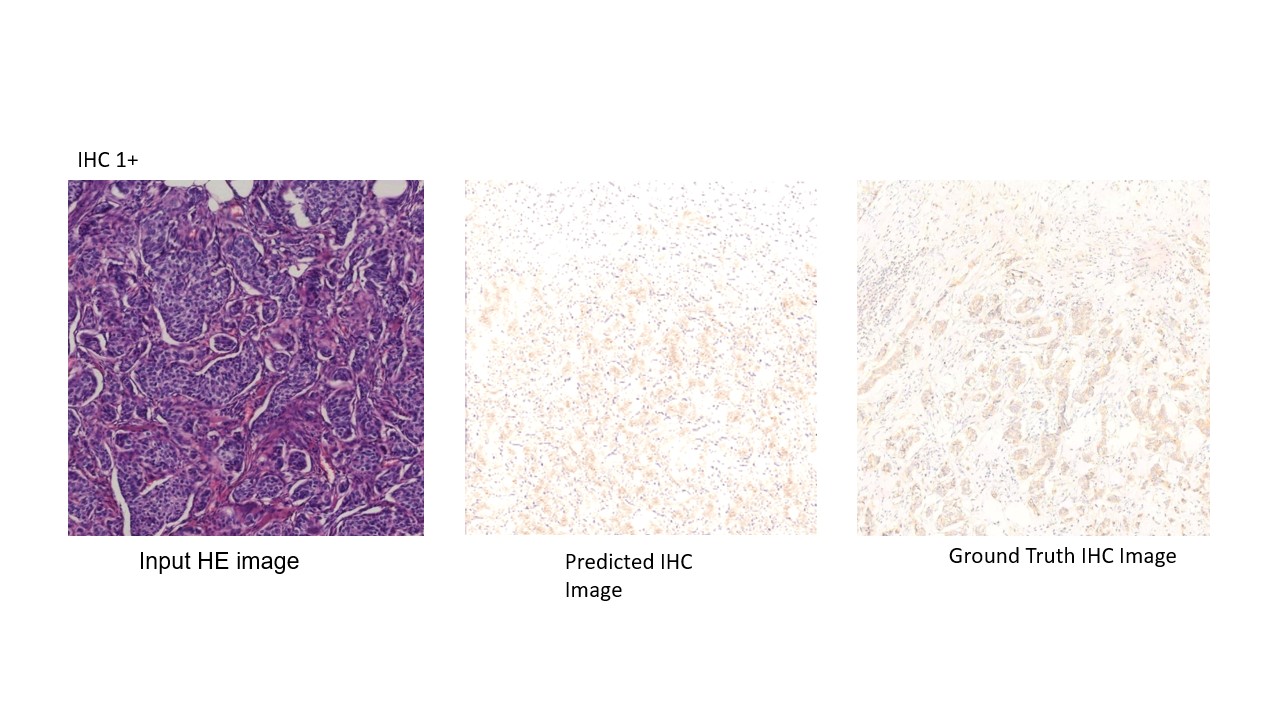 IHC 1+
Input HE image
Predicted IHC
Image
Ground Truth IHC Image